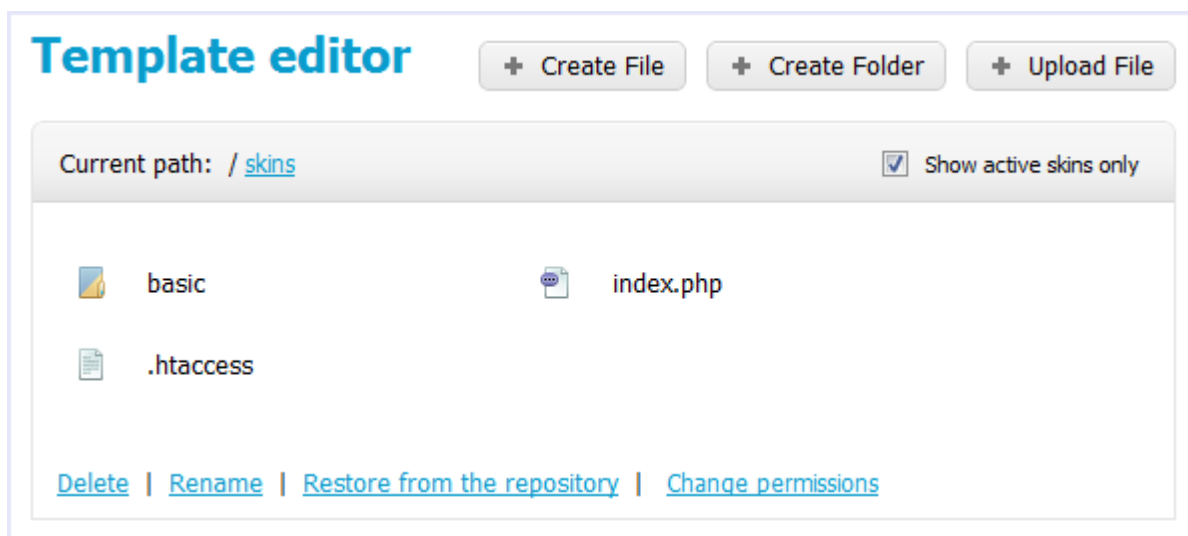 Template editor
+ Create File
+ Create Folder
+ Upload File
Current path: / skins
Show active skins only
basic
index.php
.htaccess
Delete | Rename | Restore from the repository | Change permissions